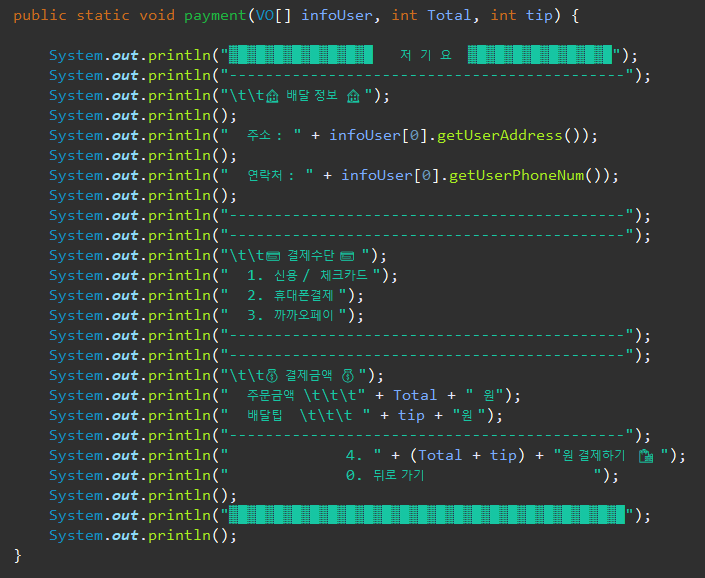 public static void payment(VO[] infoUser, int Total, int tip) {
System.out.println("▓▓▓▓▓▓▓▓▓▓▓▓▓▓▓▓ 저 기 요 ▓▓▓▓▓▓▓▓▓▓▓▓▓▓▓▓");
System.out.println("--------------------------------------------");
System.out.println("\t\t🏠 배달 정보 🏠");
System.out.println();
System.out.println("  주소 : " + infoUser[0].getUserAddress());
System.out.println();
System.out.println("  연락처 : " + infoUser[0].getUserPhoneNum());
System.out.println();
System.out.println("--------------------------------------------");
System.out.println("--------------------------------------------");
System.out.println("\t\t💳 결제수단 💳 ");
System.out.println("  1. 신용 / 체크카드");
System.out.println("  2. 휴대폰결제");
System.out.println("  3. 까까오페이");
System.out.println("--------------------------------------------");
System.out.println("--------------------------------------------");
System.out.println("\t\t💰 결제금액 💰");
System.out.println("  주문금액 \t\t\t" + Total + " 원");
System.out.println("  배달팁  \t\t\t " + tip + "원");
System.out.println("--------------------------------------------");
System.out.println("             4. " + (Total + tip) + "원 결제하기 🛍 ");
System.out.println("             0. 뒤로 가기                   ");
System.out.println();
System.out.println("▓▓▓▓▓▓▓▓▓▓▓▓▓▓▓▓▓▓▓▓▓▓▓▓▓▓▓▓▓▓▓▓▓▓▓▓▓▓▓▓▓▓▓▓");
System.out.println();
}